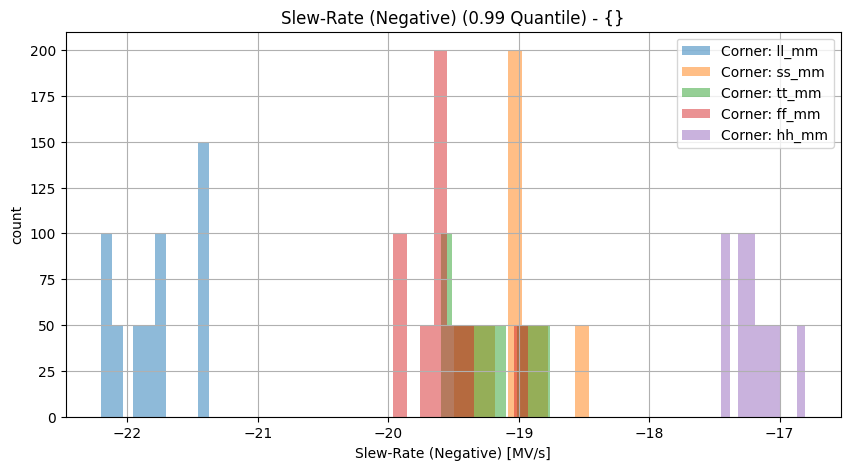 Slew-Rate (Negative) (0.99 Quantile) - {}
count
200
175
150
125
100
75
50
25
0
Corner: ll_mm
Corner: ss_mm
Corner: tt_mm
Corner: ff_mm
Corner: hh_mm
−22
−21
−20
−19
−18
−17
Slew-Rate (Negative) [MV/s]